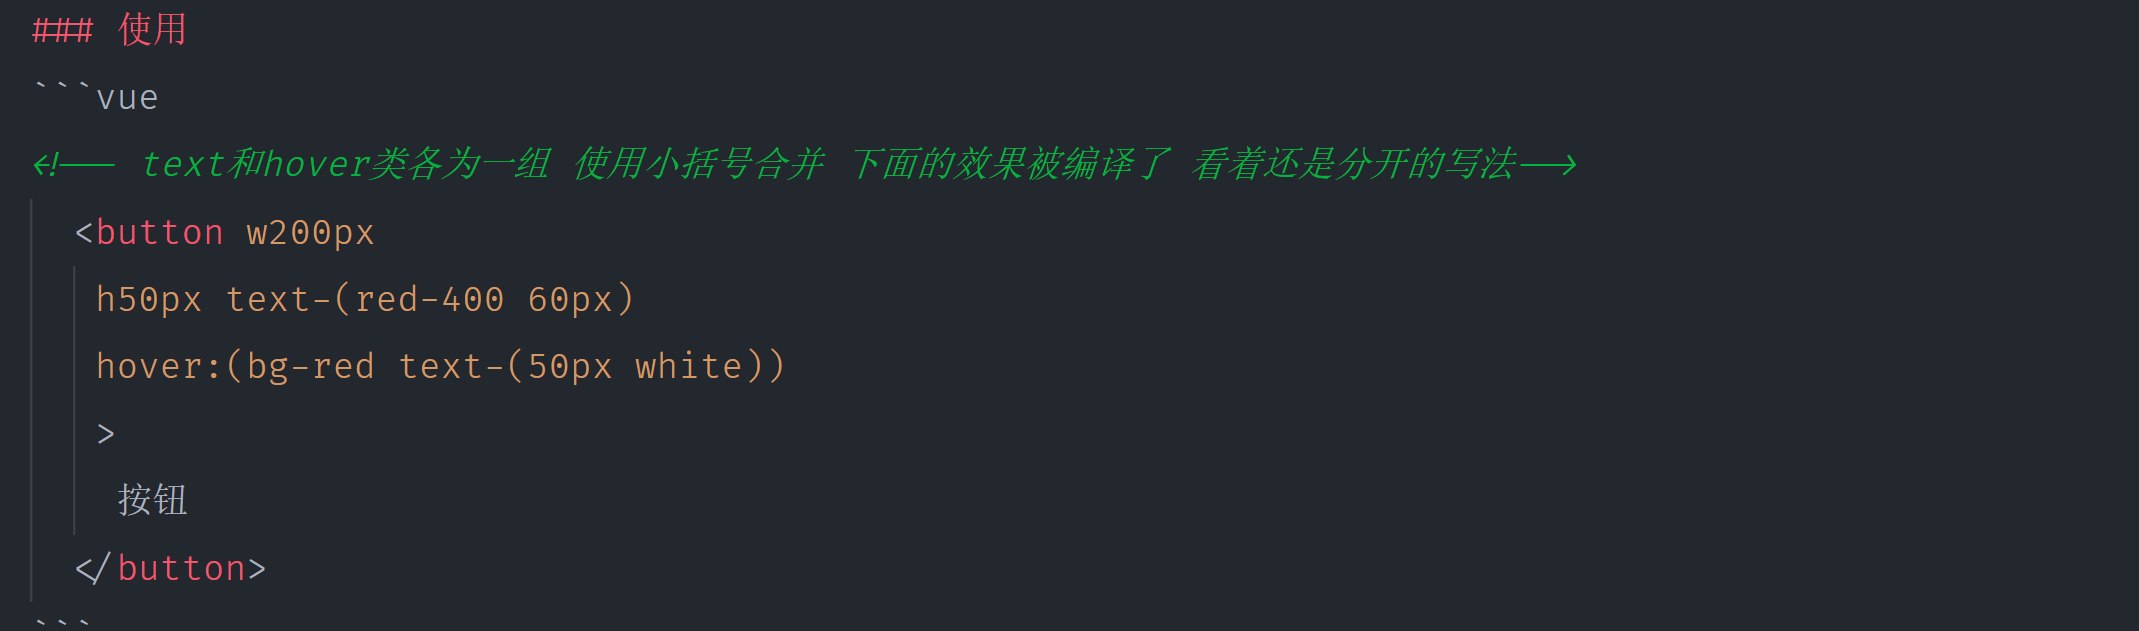 ### 使用
```vue
<!-- text和hover类各为一组 使用小括号合并 下面的效果被编译了 看着还是分开的写法-->
<button w200px
h50px text-(red-400 60px)
hover:(bg-red text-(50px white))
>
按钮
</button>
```